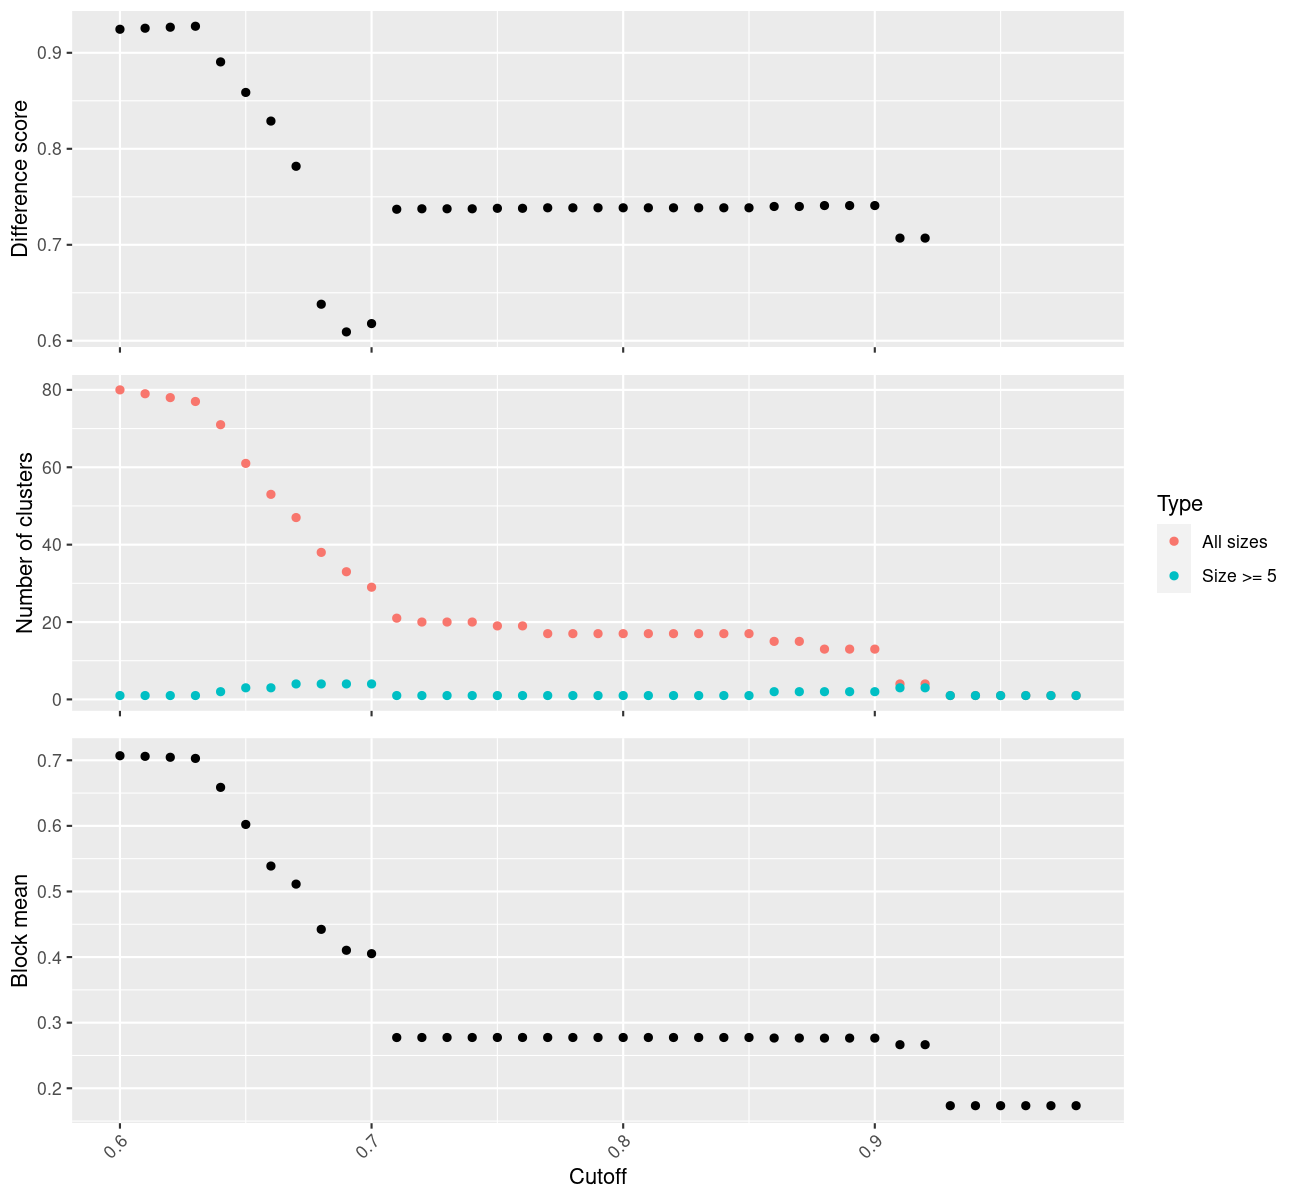 Difference score
0.9
0.8
0.7
0.6
Number of clusters
80
60
40
20
0
Type
All sizes
Size >= 5
Block mean
0.7
0.6
0.5
0.4
0.3
0.2
0.6
0.7
0.8
0.9
Cutoff